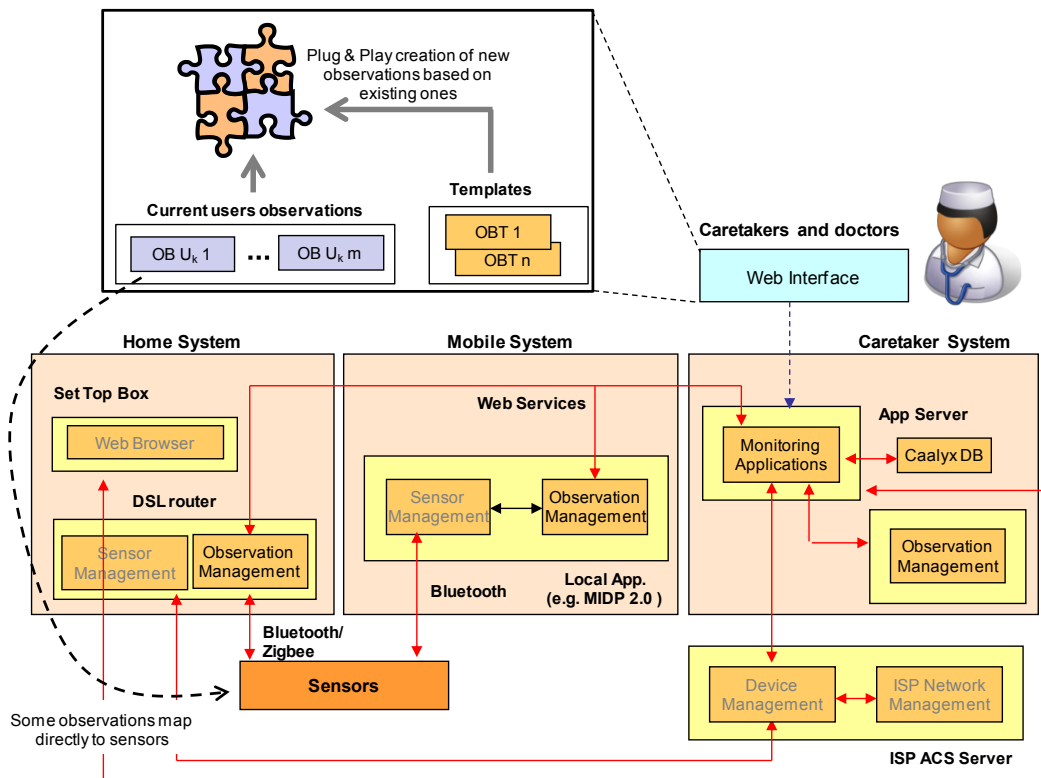 Plug & Play creation of new
observations based on
existing ones
Templates
Current users observations
OB Uk 1
...
OB Uk m
OBT 1
OBT n
Caretakers and doctors
Web Interface
Home System
Mobile System
Caretaker System
Set Top Box
Web Browser
DSL router
Sensor
Management
Observation
Management
Web Services
Sensor
Management
Observation
Management
Bluetooth
Local App.
(e.g. MIDP 2.0 )
App Server
Monitoring
Applications
Caalyx DB
Observation
Management
Bluetooth/
Zigbee
Sensors
Some observations map
directly to sensors
Device
Management
ISP Network
Management
ISP ACS Server